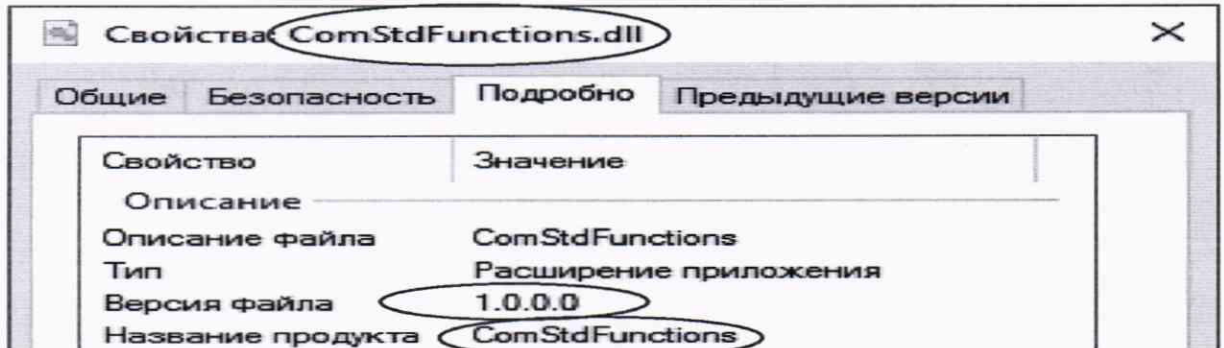 Свойства: ComStdFunctions.dll
Общие Безопасность Подробно Предыдущие версии
Свойство Значение
Описание
Описание файла ComStdFunctions
Тип Расширение приложения
Версия файла 1.0.0.0
Название продукта ComStdFunctions